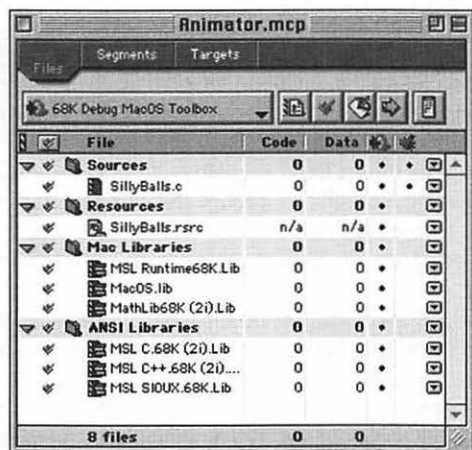 Animator.mcp
Files Segments Targets
68K Debug MacOS Toolbox
File Code Data
Sources 0 0
SillyBalls.c 0 0
Resources 0 0
SillyBalls.rsrc n/a n/a
Mac Libraries 0 0
MSL Runtime68K.Lib 0 0
MacOS.lib 0 0
MathLib68K (2i).Lib 0 0
ANSI Libraries 0 0
MSL C.68K (2i).Lib 0 0
MSL C++.68K (2i).... 0 0
MSL SIOUX.68K.Lib 0 0
8 files 0 0